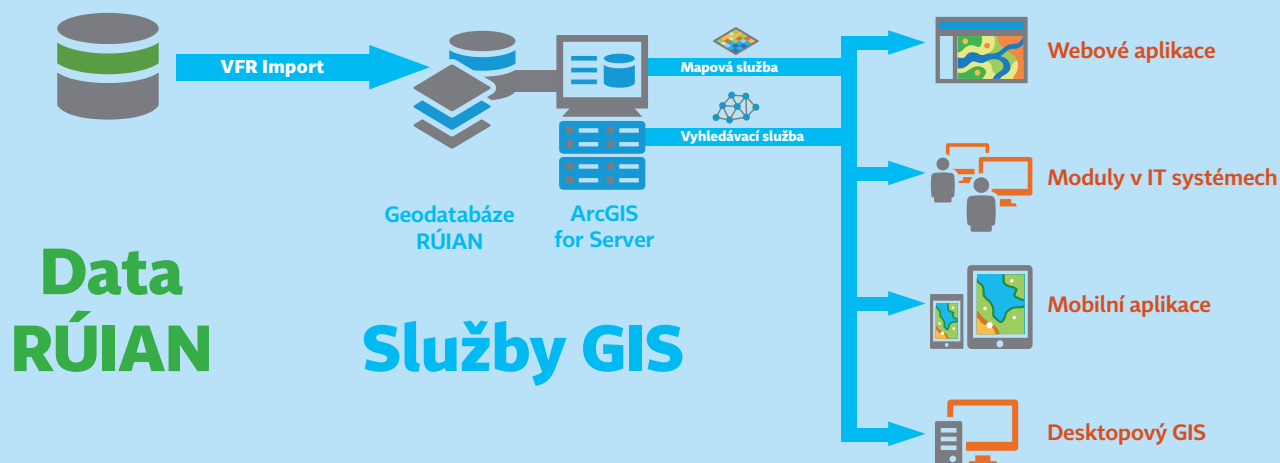 VFR Import
Mapová služba
Vyhledávací služba
Geodatabáze
RÚIAN
ArcGIS
for Server
Data
RÚIAN
Služby GIS
Webové aplikace
Moduly v IT systémech
Mobilní aplikace
Desktopový GIS